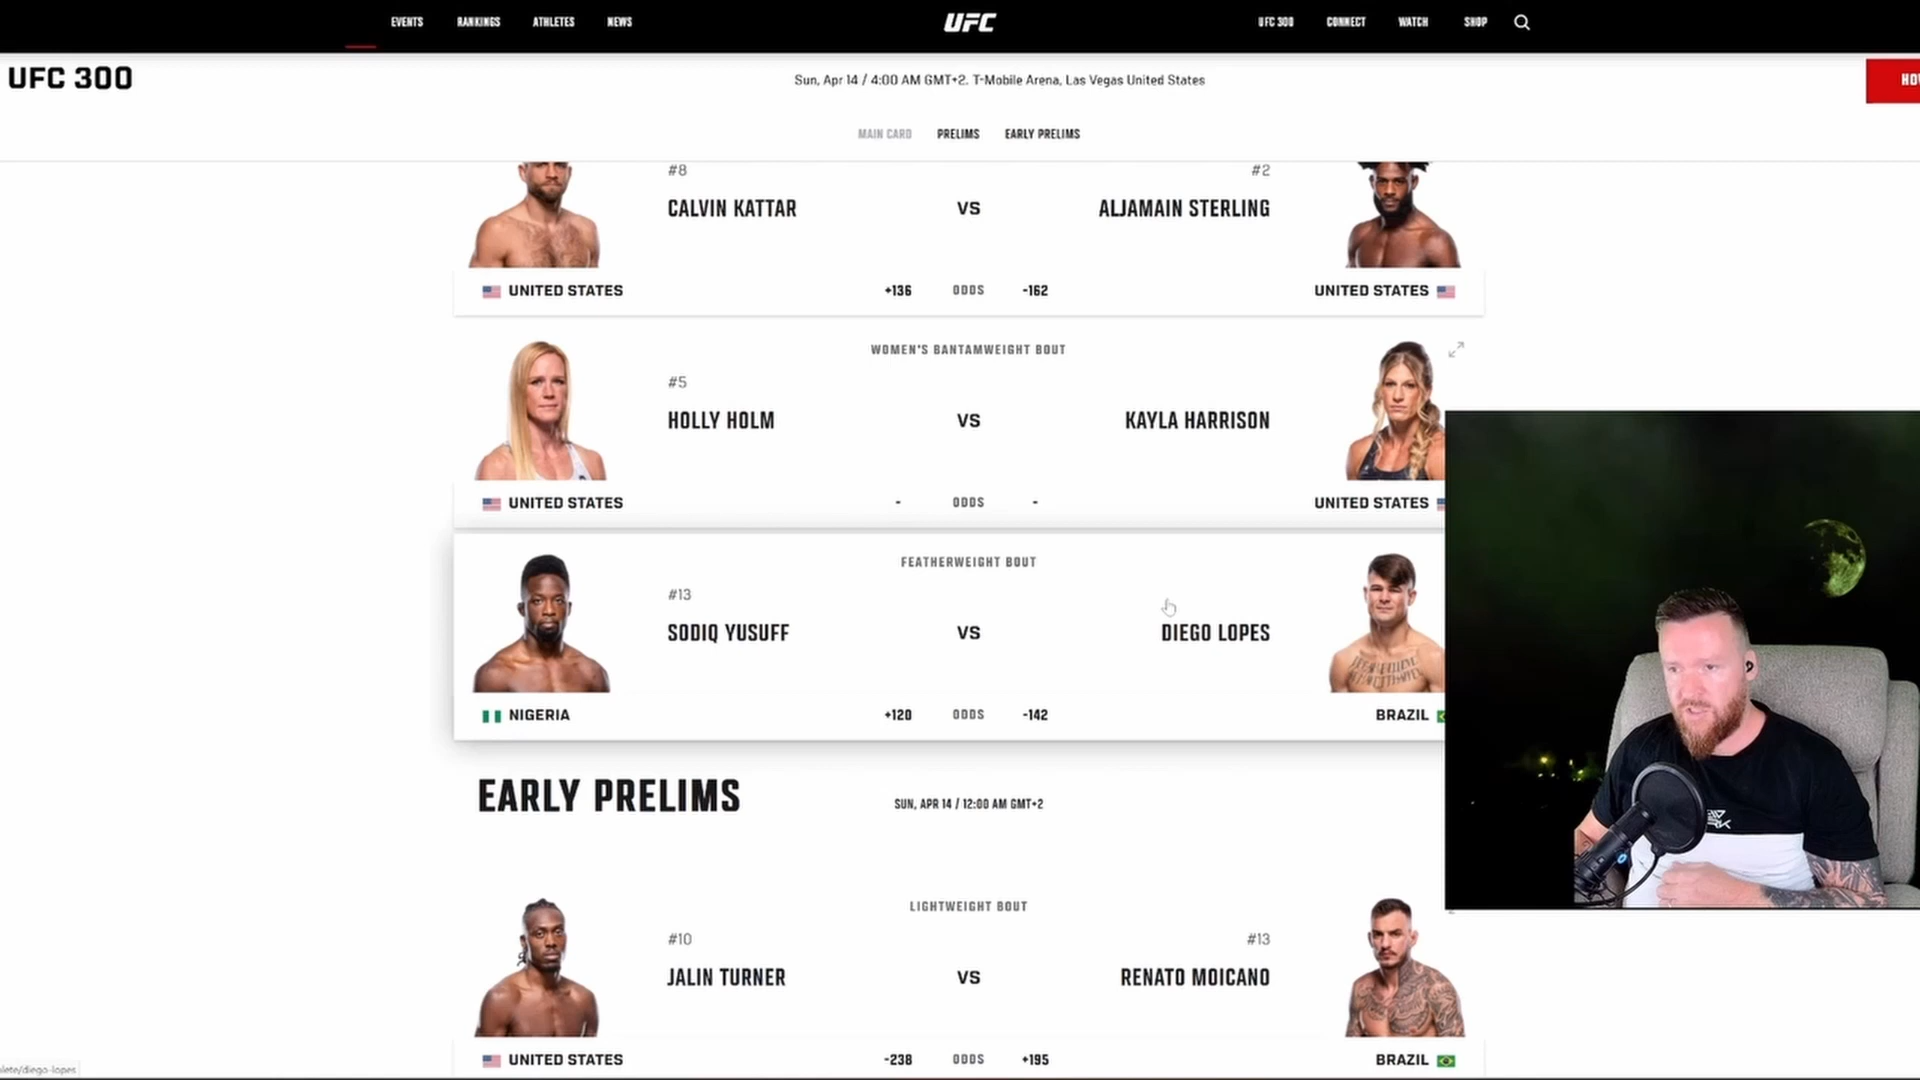 EVENTS RANKINGS ATHLETES NEWS UFC UFC 300 CONNECT WATCH SHOP
UFC 300
Sun, Apr 14 / 4:00 AM GMT+2. T-Mobile Arena, Las Vegas United States
HO
MAIN CARD PRELIMS EARLY PRELIMS
#8 #2
CALVIN KATTAR VS ALJAMAIN STERLING
UNITED STATES +136 ODDS -162 UNITED STATES
WOMEN'S BANTAMWEIGHT BOUT
#5
HOLLY HOLM VS KAYLA HARRISON
UNITED STATES - ODDS - UNITED STATES
FEATHERWEIGHT BOUT
#13
SODIQ YUSUFF VS DIEGO LOPES
NIGERIA +120 ODDS -142 BRAZIL
EARLY PRELIMS SUN, APR 14 / 12:00 AM GMT+2
LIGHTWEIGHT BOUT
#10 #13
JALIN TURNER VS RENATO MOICANO
UNITED STATES -238 ODDS +195 BRAZIL
lete/diego-lopes